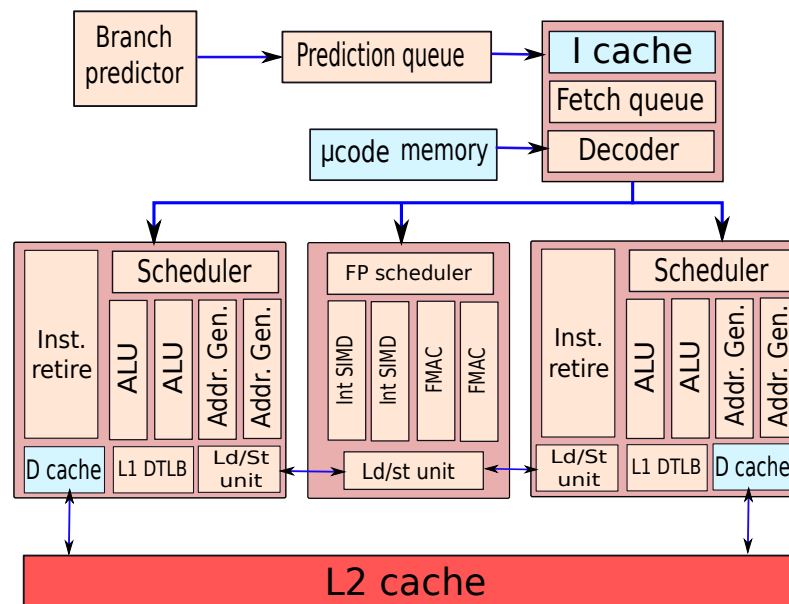 Branch
predictor
Prediction queue
I cache
Fetch queue
µcode memory
Decoder
Scheduler
Inst.
retire
ALU
ALU
Addr. Gen.
Addr. Gen.
D cache
L1 DTLB
Ld/St
unit
FP scheduler
Int SIMD
Int SIMD
FMAC
FMAC
Ld/st unit
Scheduler
Inst.
retire
ALU
ALU
Addr. Gen.
Addr. Gen.
Ld/St
unit
L1 DTLB
D cache
L2 cache